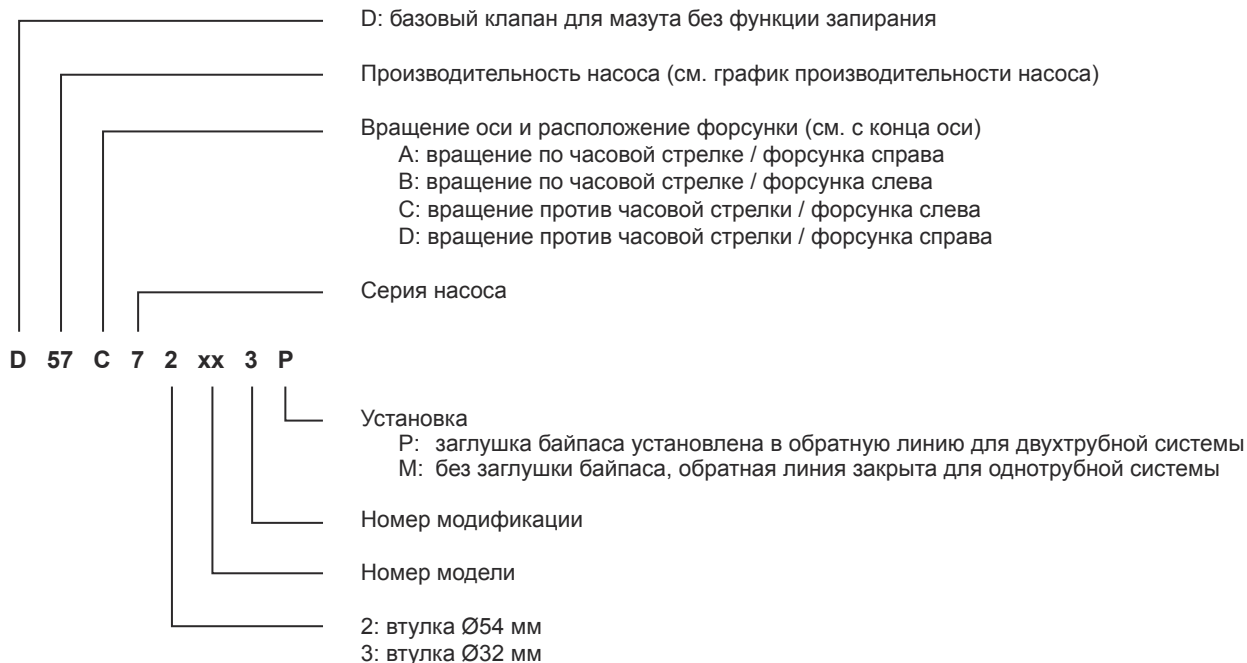 D: базовый клапан для мазута без функции запирания
Производительность насоса (см. график производительности насоса)
Вращение оси и расположение форсунки (см. с конца оси)
A: вращение по часовой стрелке / форсунка справа
B: вращение по часовой стрелке / форсунка слева
C: вращение против часовой стрелки / форсунка слева
D: вращение против часовой стрелки / форсунка справа
Серия насоса
D 57 C 7 2 xx 3 P
Установка
P: заглушка байпаса установлена в обратную линию для двухтрубной системы
M: без заглушки байпаса, обратная линия закрыта для однотрубной системы
Номер модификации
Номер модели
2: втулка Ø54 мм
3: втулка Ø32 мм